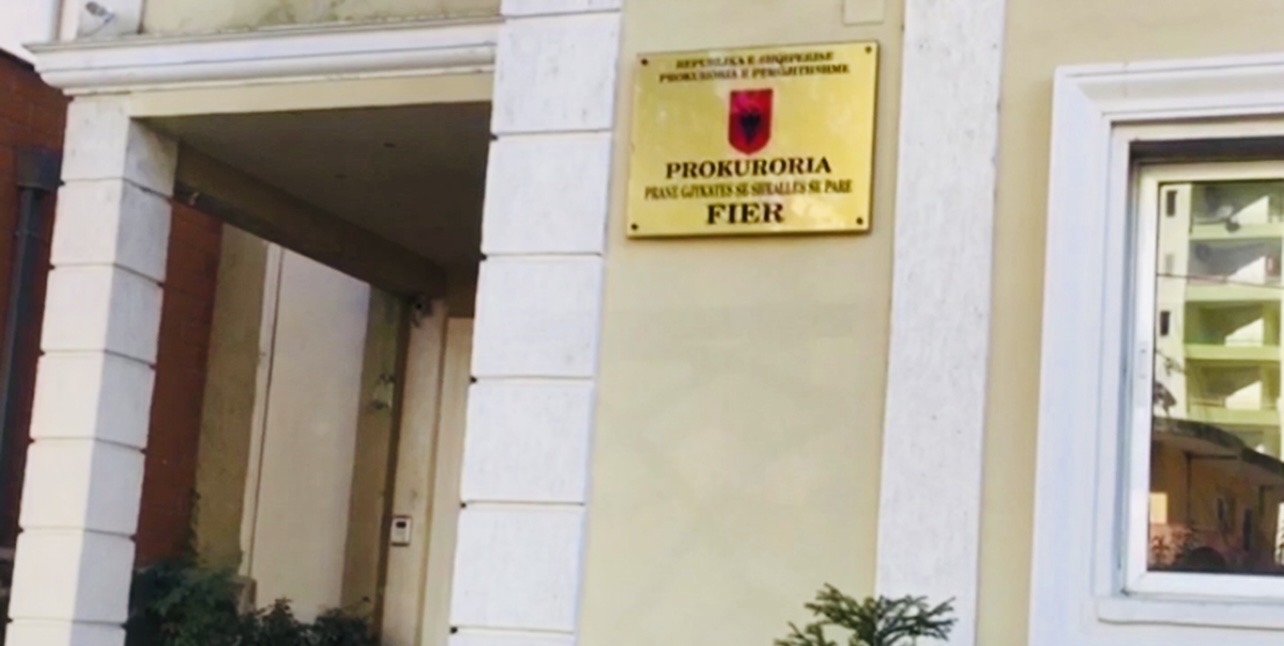 REPUBLIKA E SHQIPERISE
PROKURORIA E PERGJITHSHME
PROKURORIA
PRANE GJYKATES SE SHKALLES SE PARE
FIER